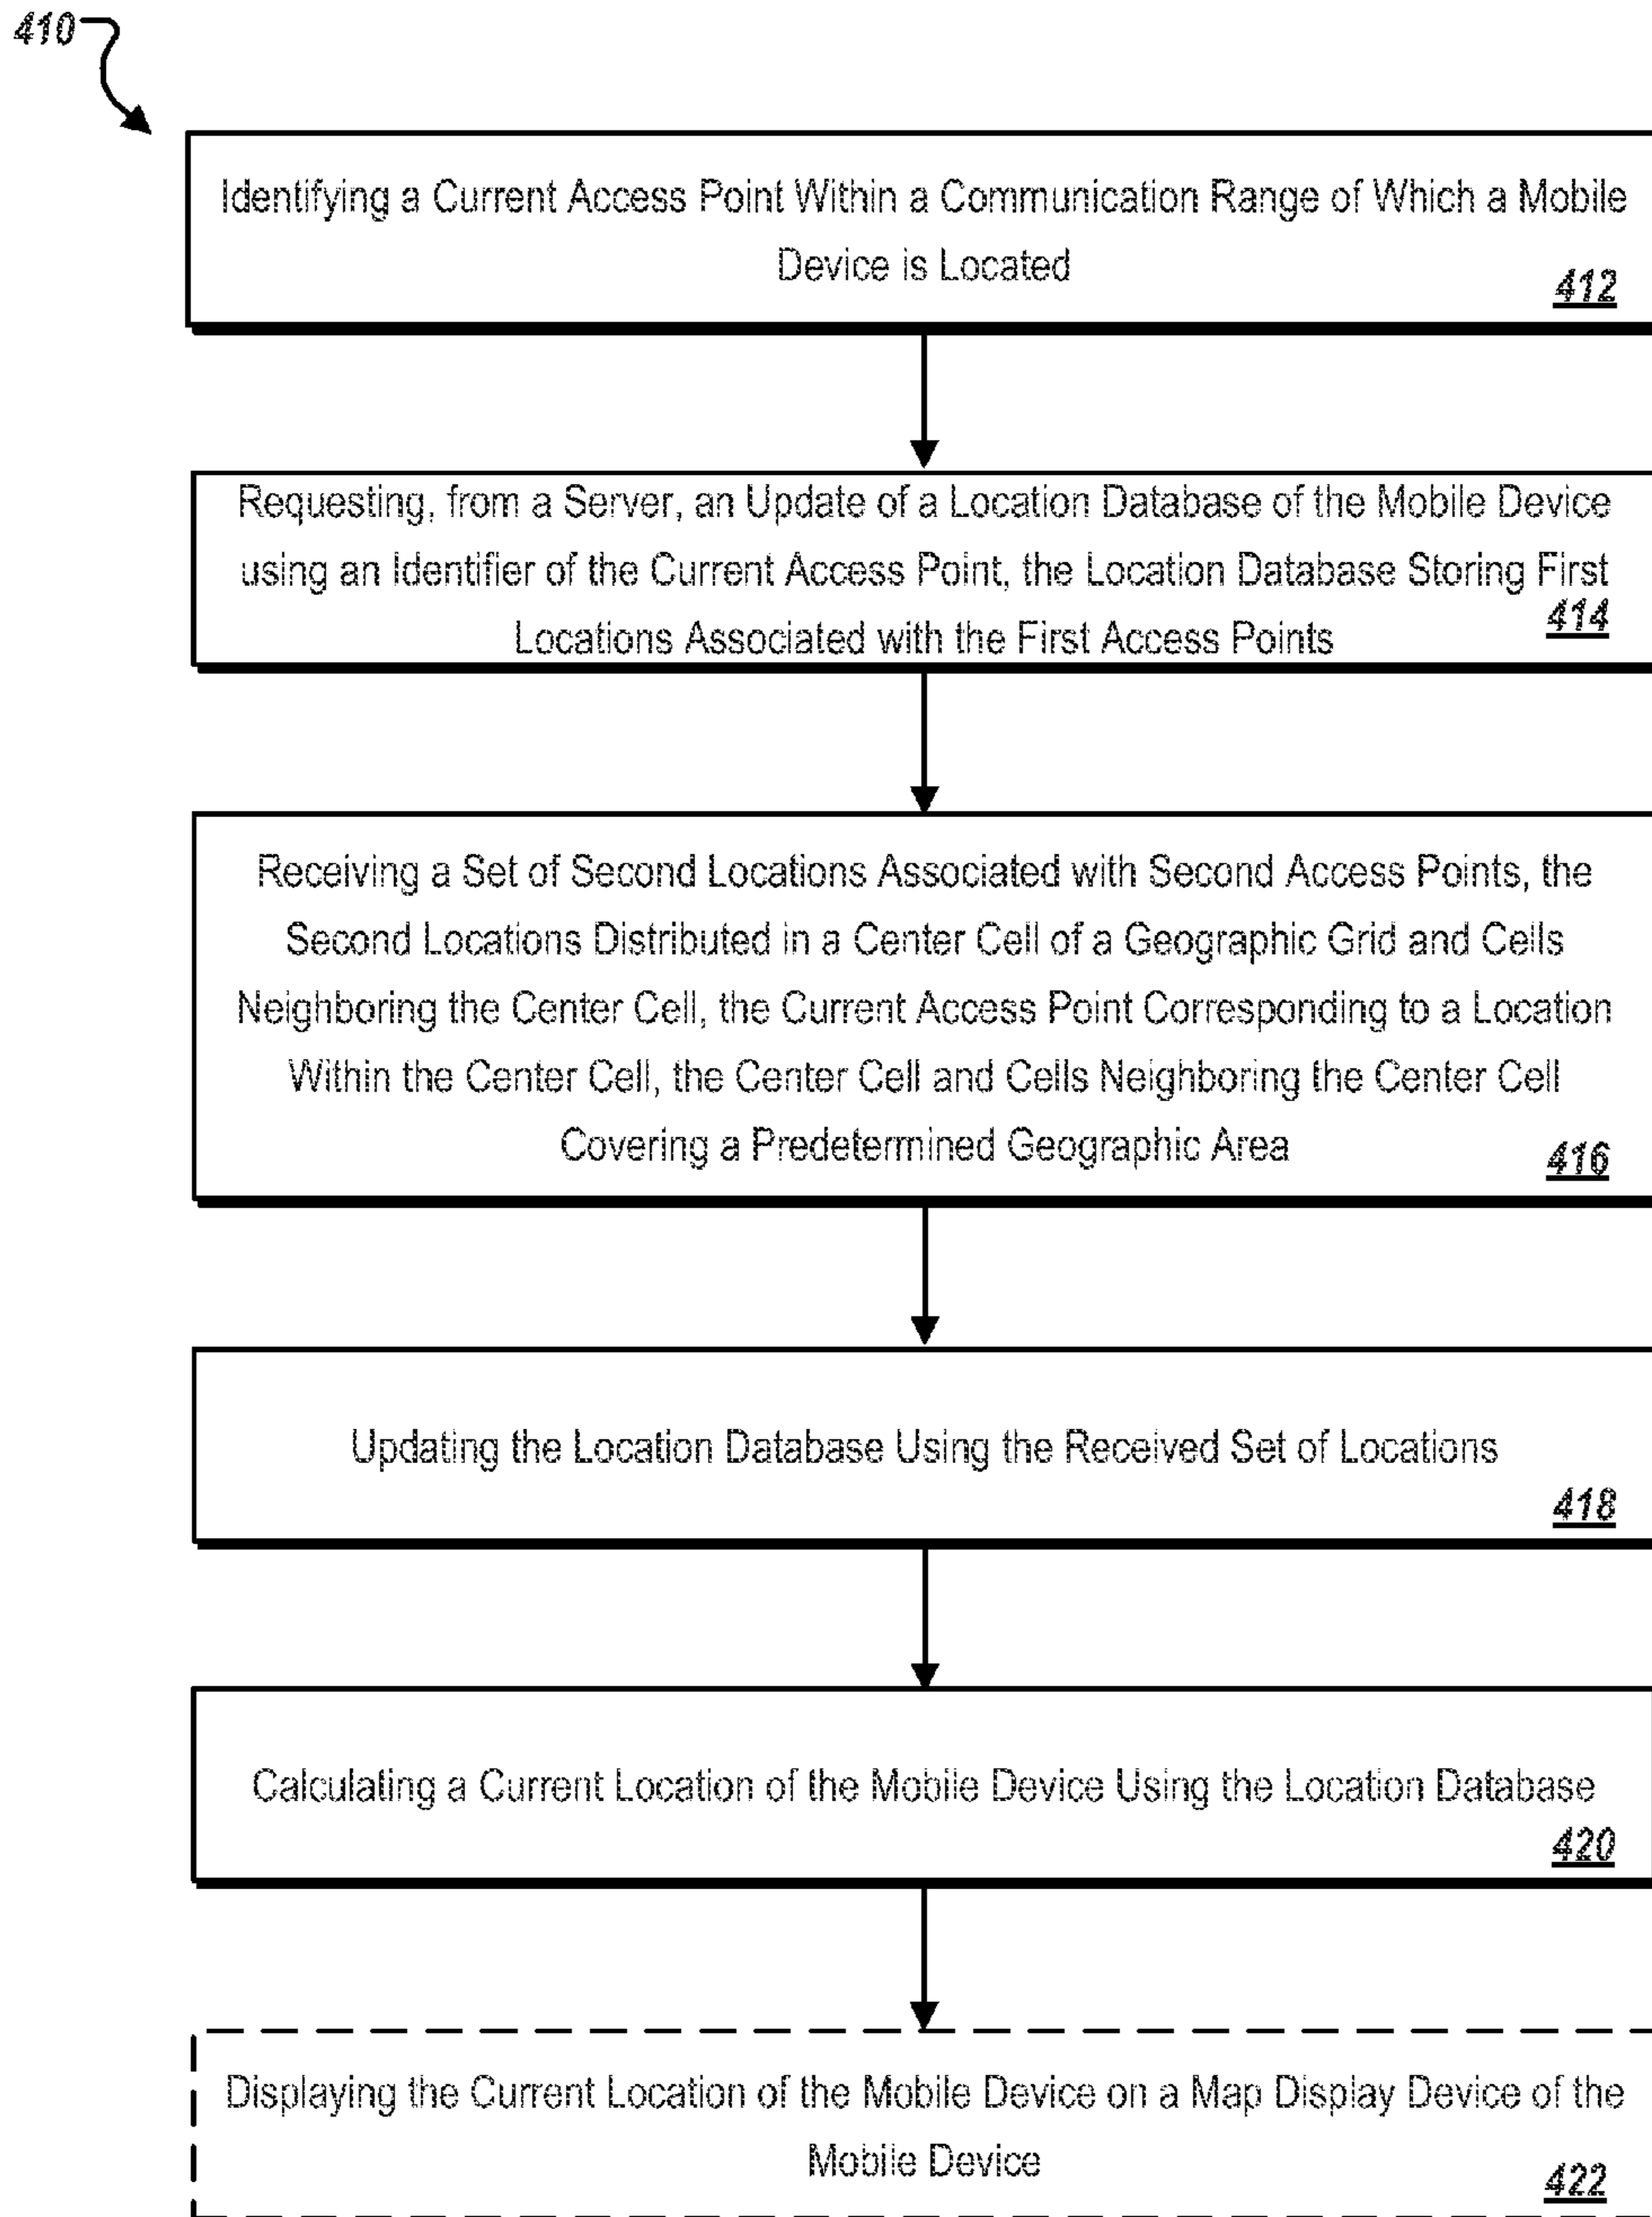 410
Identifying a Current Access Point Within a Communication Range of Which a Mobile
Device is Located
412
Requesting, from a Server, an Update of a Location Database of the Mobile Device
using an Identifier of the Current Access Point, the Location Database Storing First
Locations Associated with the First Access Points
414
Receiving a Set of Second Locations Associated with Second Access Points, the
Second Locations Distributed in a Center Cell of a Geographic Grid and Cells
Neighboring the Center Cell, the Current Access Point Corresponding to a Location
Within the Center Cell, the Center Cell and Cells Neighboring the Center Cell
Covering a Predetermined Geographic Area
416
Updating the Location Database Using the Received Set of Locations
418
Calculating a Current Location of the Mobile Device Using the Location Database
420
Displaying the Current Location of the Mobile Device on a Map Display Device of the
Mobile Device
422